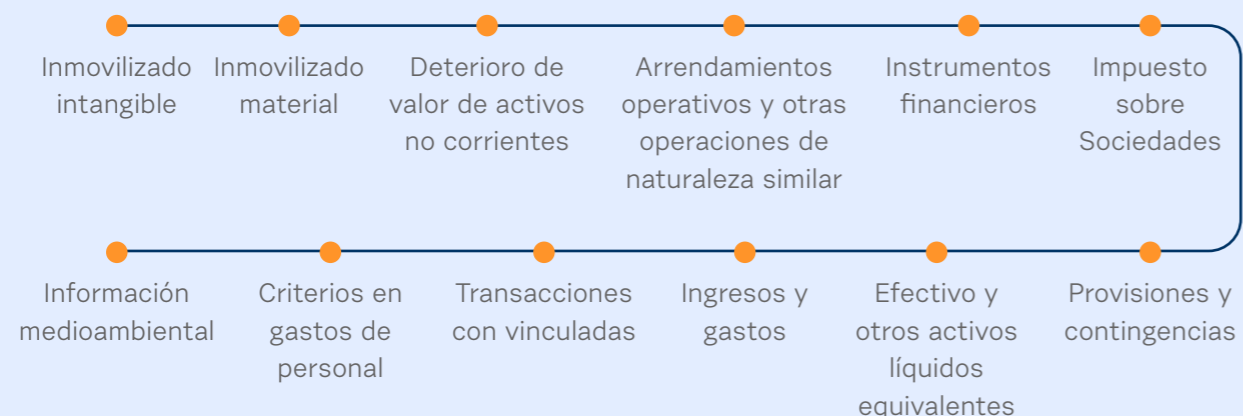 Inmovilizado
intangible
Inmovilizado
material
Deterioro de
valor de activos
no corrientes
Arrendamientos
operativos y otras
operaciones de
naturaleza similar
Instrumentos
financieros
Impuesto
sobre
Sociedades
Información
medioambiental
Criterios en
gastos de
personal
Transacciones
con vinculadas
Ingresos y
gastos
Efectivo y
otros activos
líquidos
equivalentes
Provisiones y
contingencias